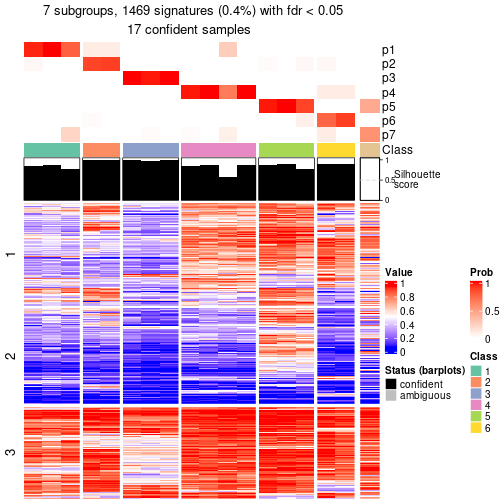 7 subgroups, 1469 signatures (0.4%) with fdr < 0.05
17 confident samples
p1
p2
p3
p4
p5
p6
p7
Class
1
0.5
0
Silhouette
score
1
2
3
Value
1
0.8
0.6
0.4
0.2
0
Status (barplots)
confident
ambiguous
Prob
1
0.5
0
Class
1
2
3
4
5
6